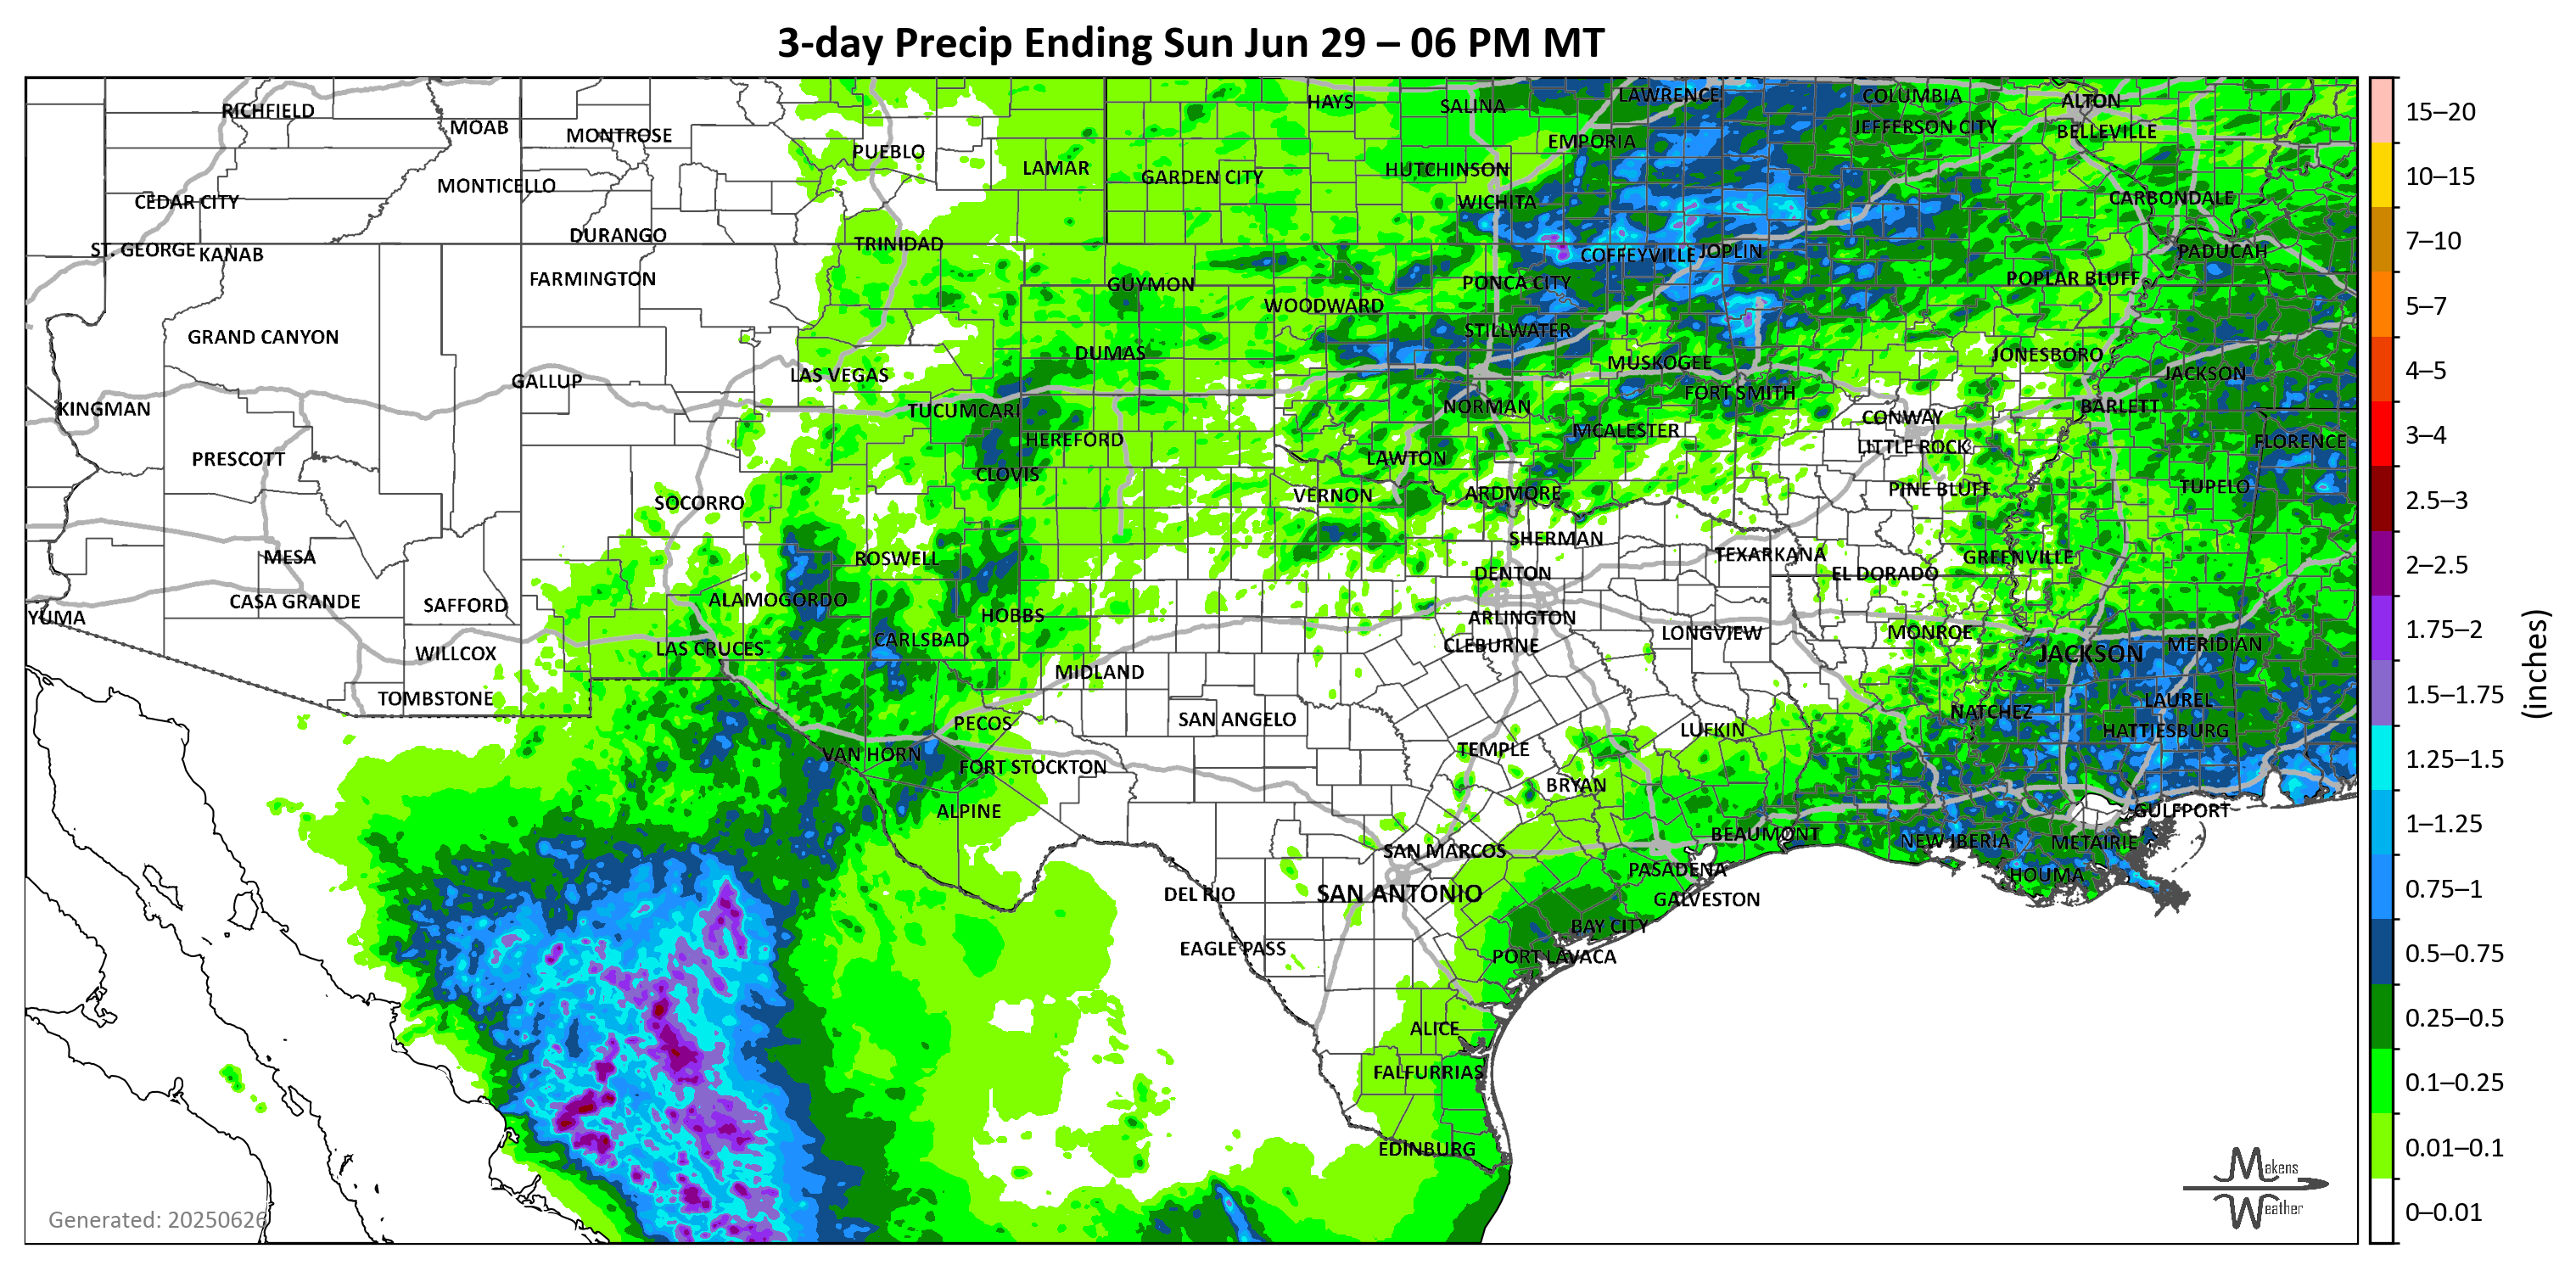 3-day Precip Ending Sun Jun 29 – 06 PM MT
RICHFIELD
MOAB
MONTROSE
PUEBLO
LAMAR
HAYS
SALINA
LAWRENCE
COLUMBIA
ALTON
GARDEN CITY
HUTCHINSON
EMPORIA
JEFFERSON CITY
BELLEVILLE
CEDAR CITY
MONTICELLO
WICHITA
CARBONDALE
ST. GEORGE
KANAB
DURANGO
TRINIDAD
COFFEYVILLE
JOPLIN
PADUCAH
FARMINGTON
GUYMON
WOODWARD
PONCA CITY
POPLAR BLUFF
GRAND CANYON
DUMAS
STILLWATER
MUSKOGEE
JONESBORO
GALLUP
LAS VEGAS
FORT SMITH
JACKSON
KINGMAN
TUCUMCARI
NORMAN
CONWAY
BARLETT
HEREFORD
MCALESTER
LITTLE ROCK
FLORENCE
PRESCOTT
CLOVIS
LAWTON
SOCORRO
VERNON
ARDMORE
PINE BLUFF
TUPELO
MESA
ROSWELL
SHERMAN
TEXARKANA
GREENVILLE
DENTON
EL DORADO
YUMA
CASA GRANDE
SAFFORD
ALAMOGORDO
HOBBS
ARLINGTON
WILLCOX
LAS CRUCES
CARLSBAD
CLEBURNE
LONGVIEW
MONROE
JACKSON
MERIDIAN
TOMBSTONE
MIDLAND
PECOS
SAN ANGELO
LUFKIN
NATCHEZ
LAUREL
HATTIESBURG
VAN HORN
FORT STOCKTON
TEMPLE
BRYAN
ALPINE
GULFPORT
SAN MARCOS
BEAUMONT
NEW IBERIA
METAIRIE
DEL RIO
SAN ANTONIO
PASADENA
GALVESTON
HOUMA
EAGLE PASS
BAY CITY
PORT LAVACA
ALICE
FALFURRIAS
EDINBURG
Generated: 20250626
Makens
Weather
15–20
10–15
7–10
5–7
4–5
3–4
2.5–3
2–2.5
1.75–2
1.5–1.75
1.25–1.5
1–1.25
0.75–1
0.5–0.75
0.25–0.5
0.1–0.25
0.01–0.1
0–0.01
(inches)